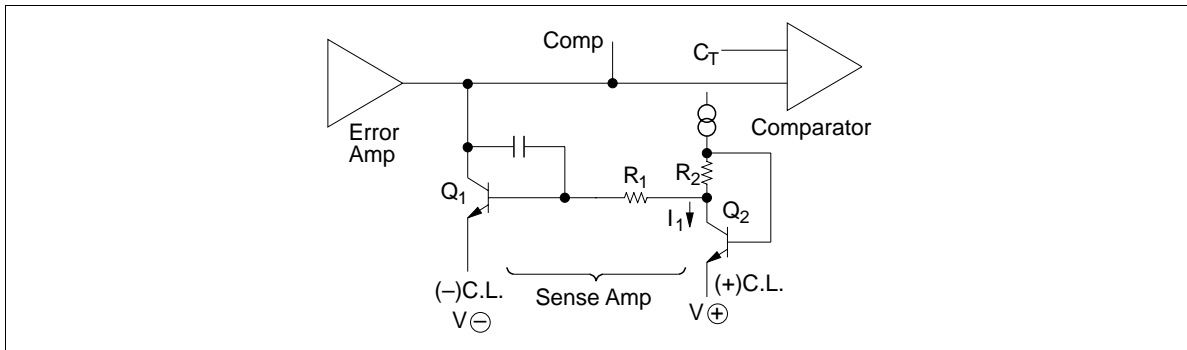 Comp
C_T
Error
Amp
Comparator
R_1
R_2
Q_1
Q_2
I_1
(–)C.L.
Sense Amp
(+)C.L.
V⊖
V⊕